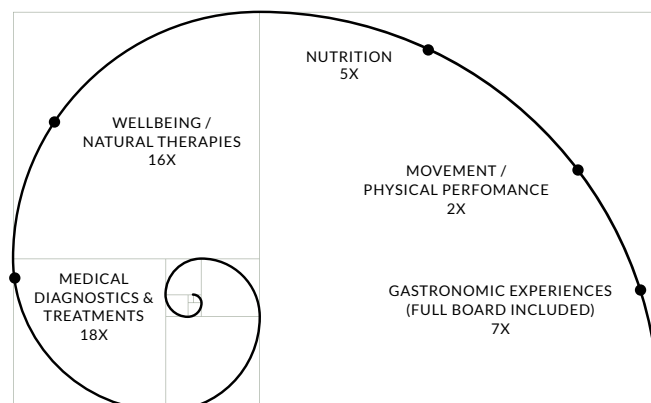 NUTRITION
5X
WELLBEING /
NATURAL THERAPIES
16X
MOVEMENT /
PHYSICAL PERFOMANCE
2X
MEDICAL
DIAGNOSTICS &
TREATMENTS
18X
GASTRONOMIC EXPERIENCES
(FULL BOARD INCLUDED)
7X